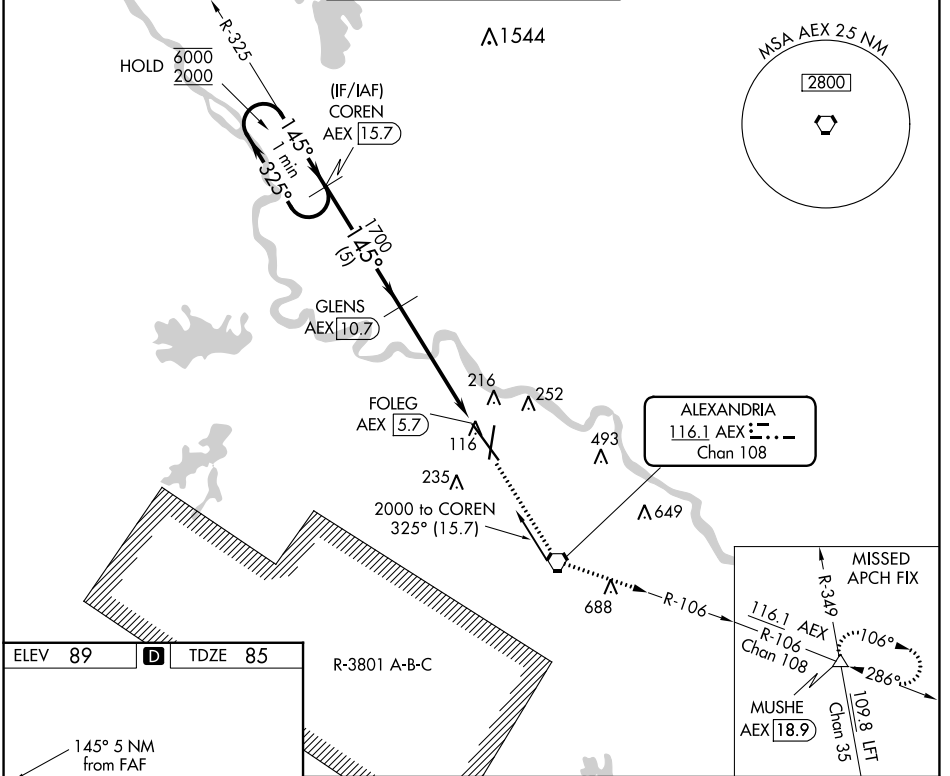 R-325
1544
MSA AEX 25 NM
2800
HOLD 6000
2000
(IF/IAF)
COREN
AEX 15.7
145°
1 min
325°
1700
145°
(5)
GLENS
AEX 10.7
216
252
FOLEG
AEX 5.7
116
493
ALEXANDRIA
116.1 AEX
Chan 108
235
649
2000 to COREN
325° (15.7)
688
R-106
MISSED
APCH FIX
R-349
116.1 AEX
R-106
Chan 108
106°
286°
MUSHE
AEX 18.9
109.8 LFT
Chan 35
R-3801 A-B-C
ELEV 89 D TDZE 85
145° 5 NM
from FAF